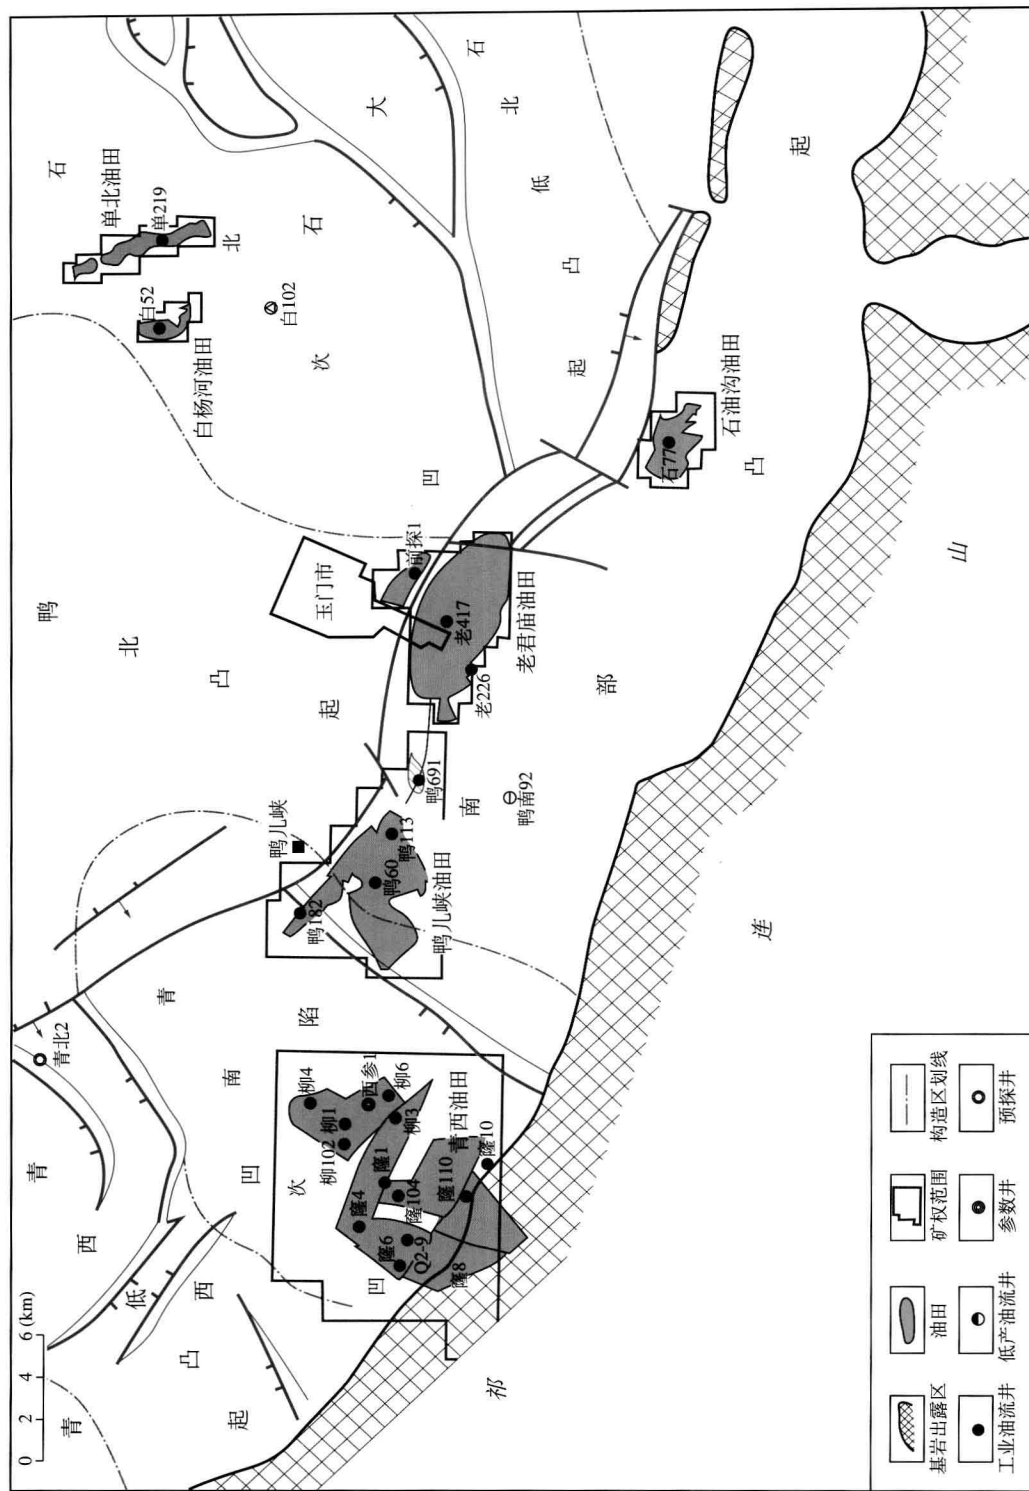 0 2 4 6 (km)
青西低凸起
青西凹陷
青南次凹
鸭北凸起
石北次凹
石大凹
石北低凸起
南部凸起
祁连山
青北2
鸭儿峡
玉门市
单北油田
单219
白杨河油田
白52
白102
石油沟油田
石77
老君庙油田
前探1
老417
老226
鸭儿峡油田
鸭691
鸭南92
鸭113
鸭60
鸭182
青西油田
柳4
西参1
柳1
柳6
柳102
柳3
隆1
隆4
隆104
隆110
隆10
隆6
Q2-9
隆8
基岩出露区
油田
矿权范围
构造区划线
工业油流井
低产油流井
参数井
预探井